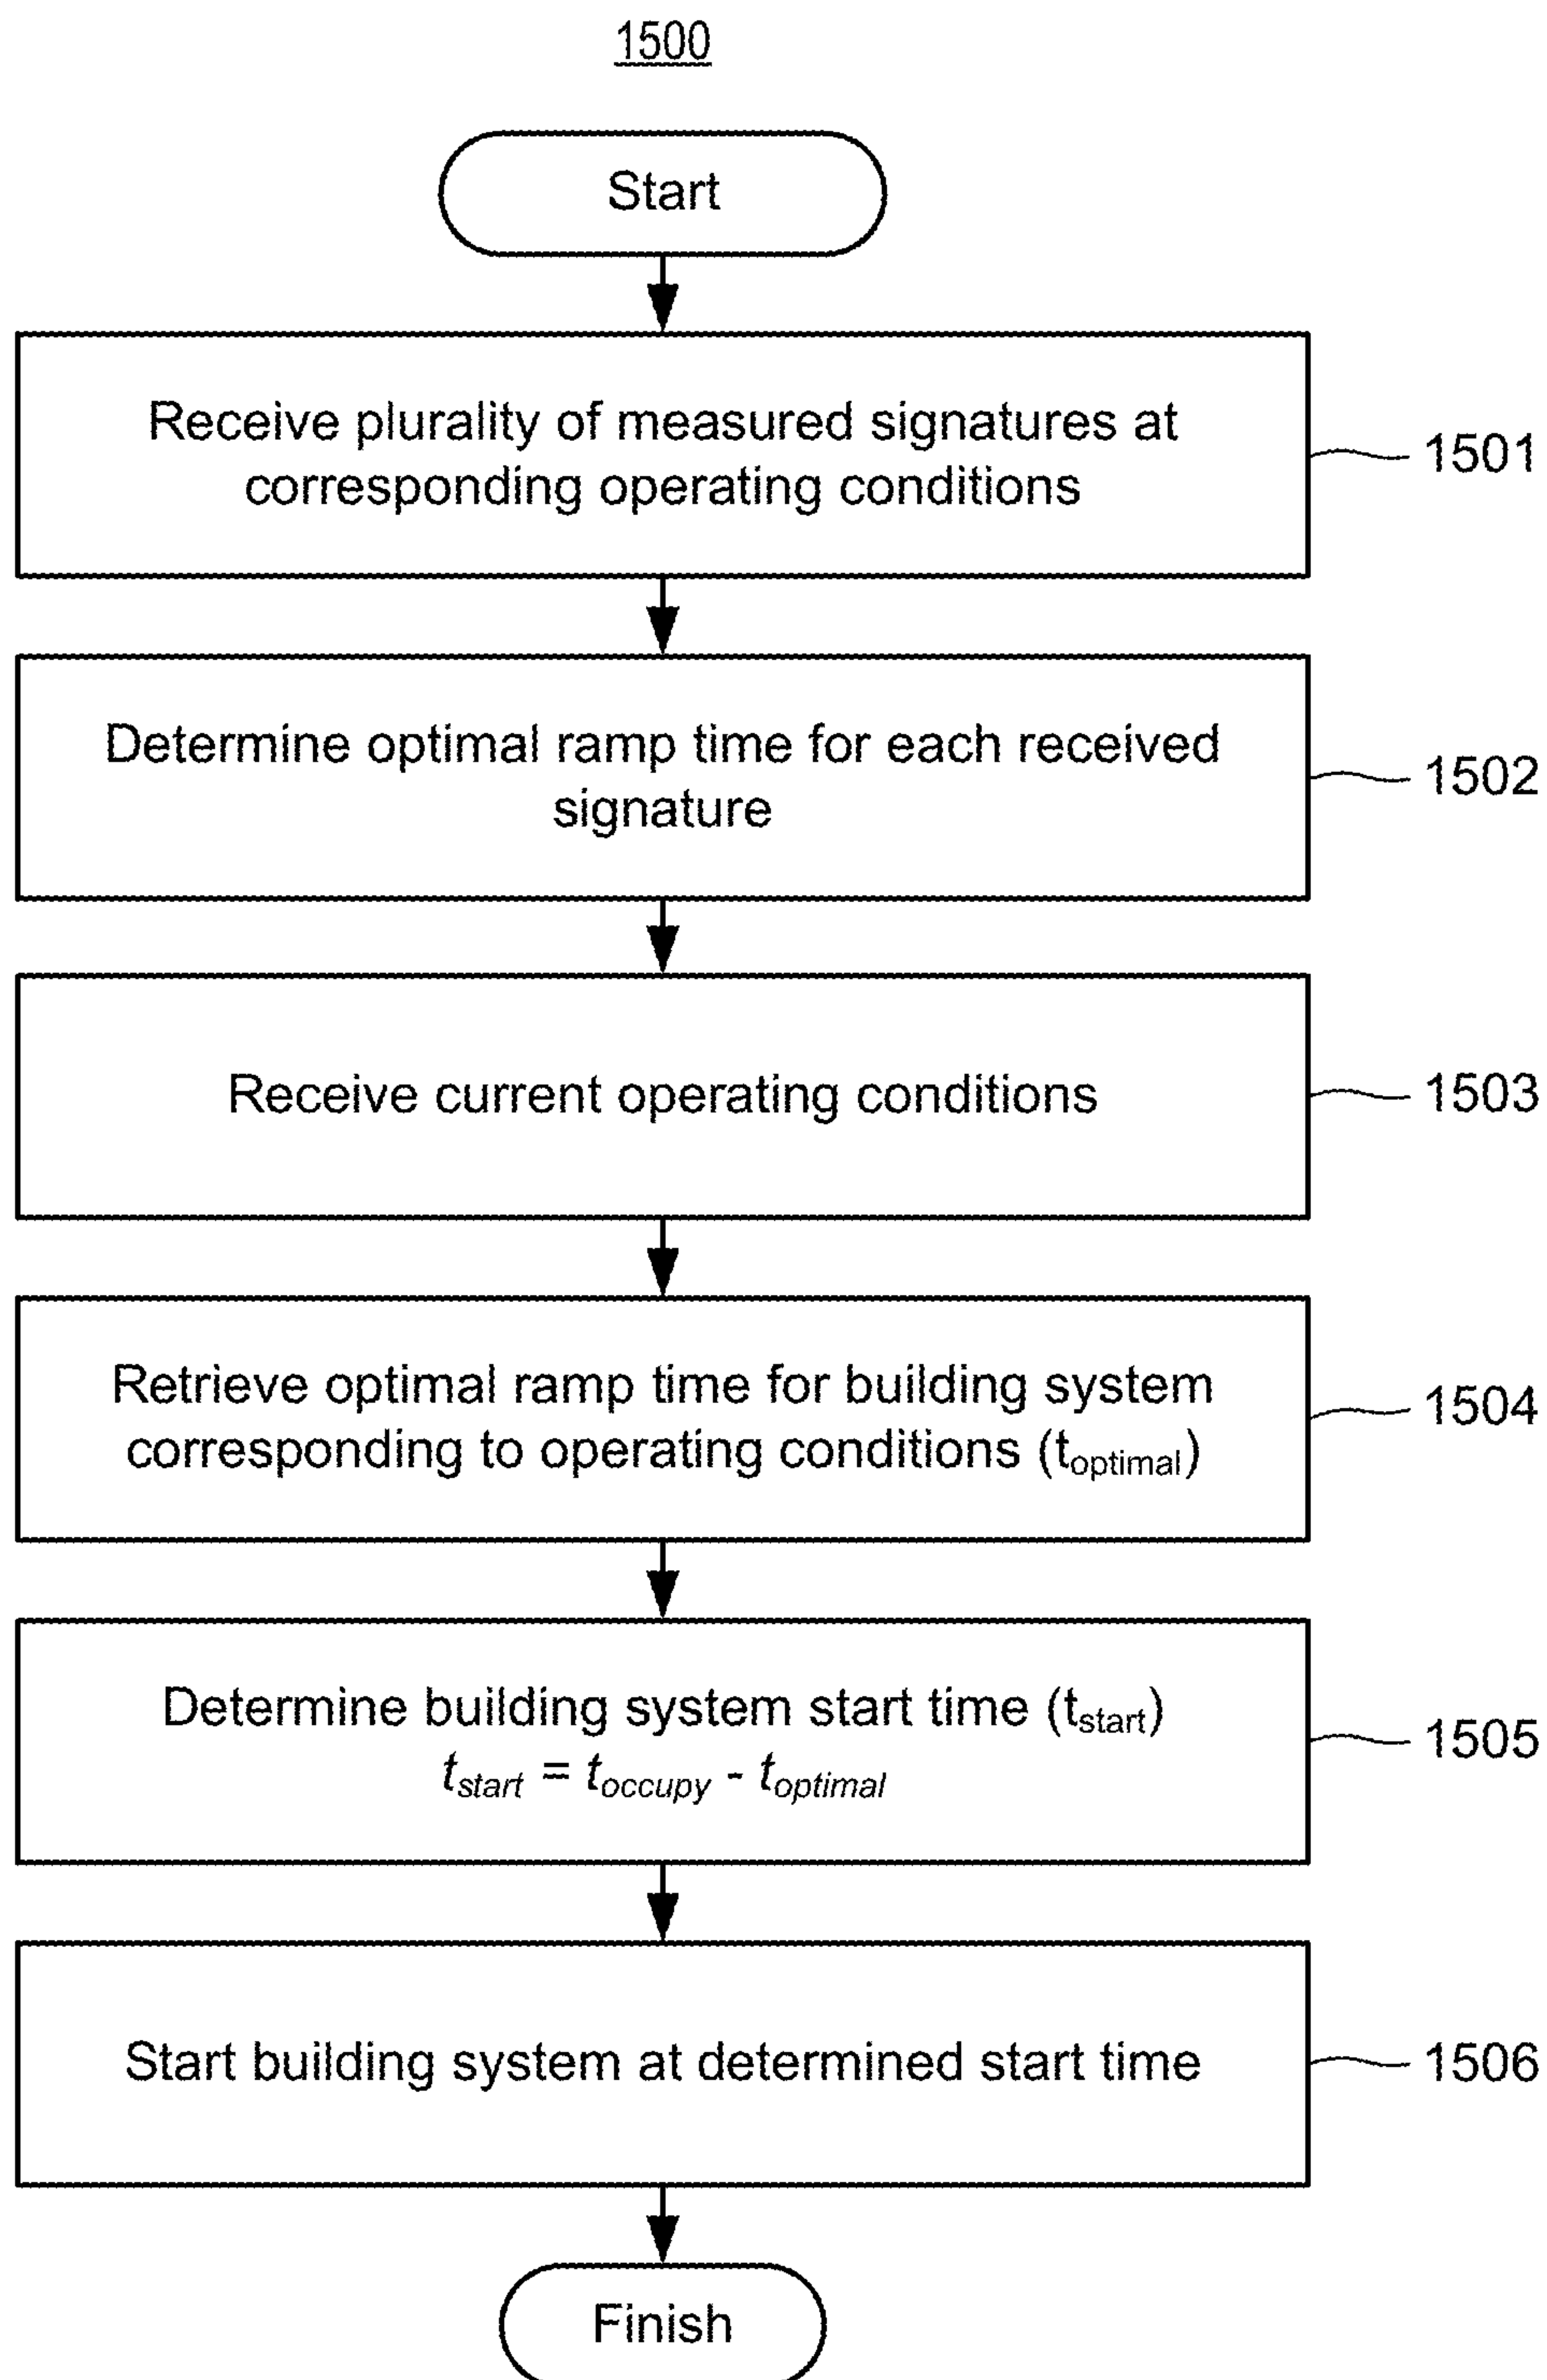 1500
Start
Receive plurality of measured signatures at
corresponding operating conditions
1501
Determine optimal ramp time for each received
signature
1502
Receive current operating conditions
1503
Retrieve optimal ramp time for building system
corresponding to operating conditions (toptimal)
1504
Determine building system start time (tstart)
tstart = toccupy - toptimal
1505
Start building system at determined start time
1506
Finish